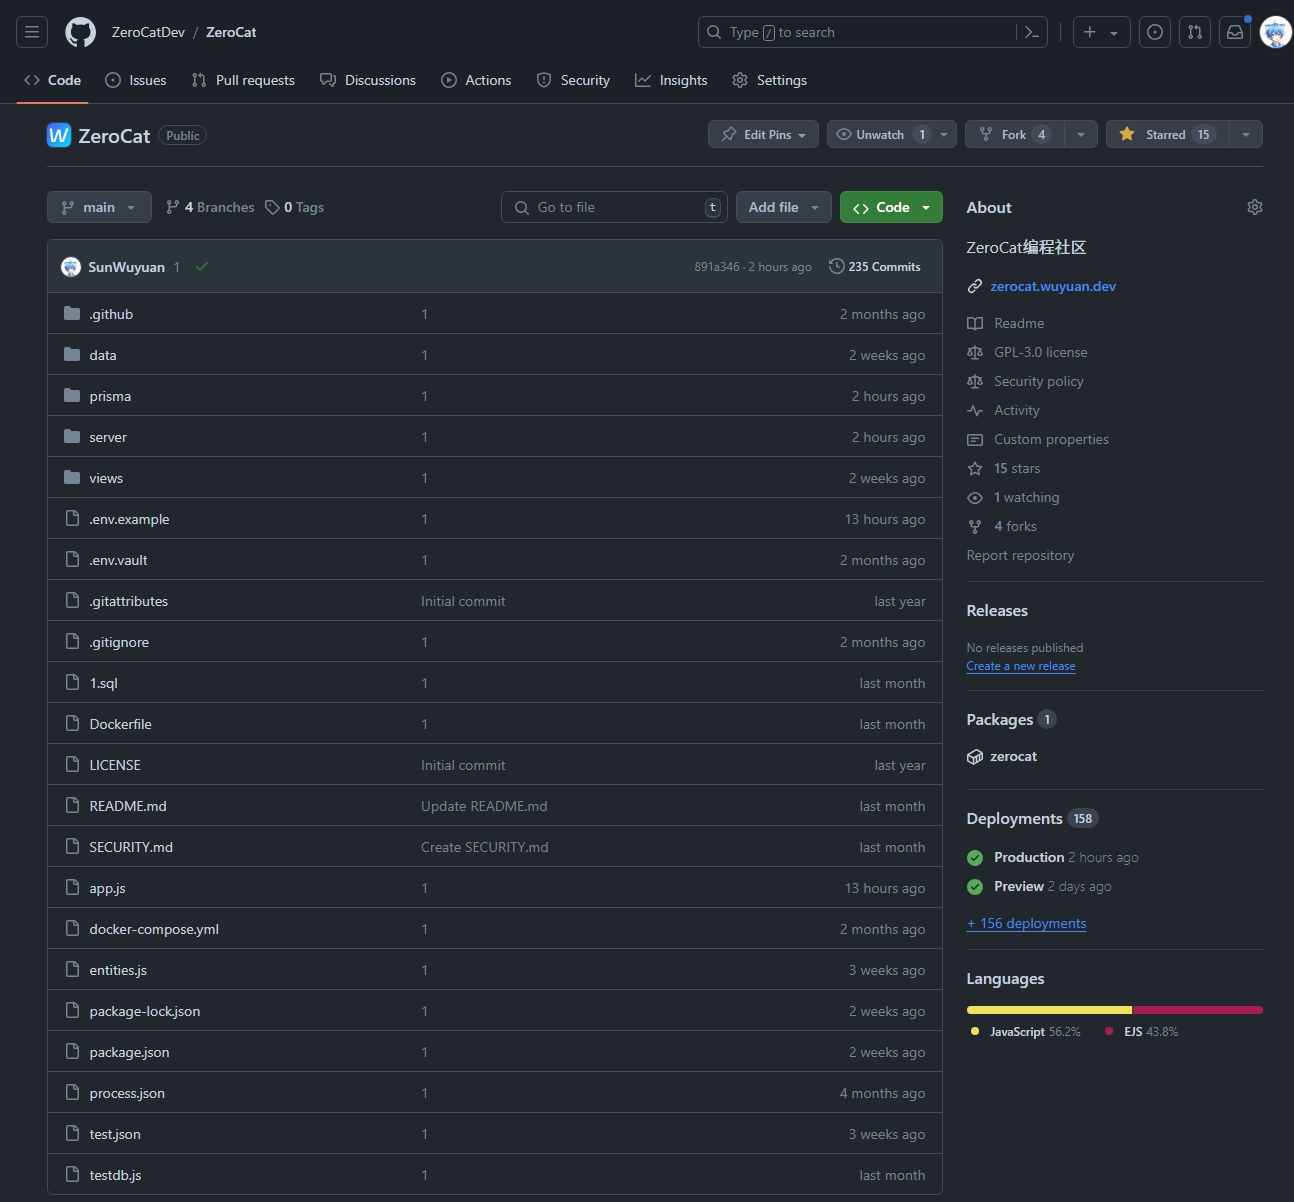 ZeroCatDev / ZeroCat
Type / to search
Code Issues Pull requests Discussions Actions Security Insights Settings
W ZeroCat Public
Edit Pins Unwatch 1 Fork 4 Starred 15
main 4 Branches 0 Tags
Go to file t Add file Code
SunWuyuan 1 891a346 · 2 hours ago 235 Commits
.github 1 2 months ago
data 1 2 weeks ago
prisma 1 2 hours ago
server 1 2 hours ago
views 1 2 weeks ago
.env.example 1 13 hours ago
.env.vault 1 2 months ago
.gitattributes Initial commit last year
.gitignore 1 2 months ago
1.sql 1 last month
Dockerfile 1 last month
LICENSE Initial commit last year
README.md Update README.md last month
SECURITY.md Create SECURITY.md last month
app.js 1 13 hours ago
docker-compose.yml 1 2 months ago
entities.js 1 3 weeks ago
package-lock.json 1 2 weeks ago
package.json 1 2 weeks ago
process.json 1 4 months ago
test.json 1 3 weeks ago
testdb.js 1 last month
About
ZeroCat编程社区
zerocat.wuyuan.dev
Readme
GPL-3.0 license
Security policy
Activity
Custom properties
15 stars
1 watching
4 forks
Report repository
Releases
No releases published
Create a new release
Packages 1
zerocat
Deployments 158
Production 2 hours ago
Preview 2 days ago
+ 156 deployments
Languages
JavaScript 56.2% EJS 43.8%